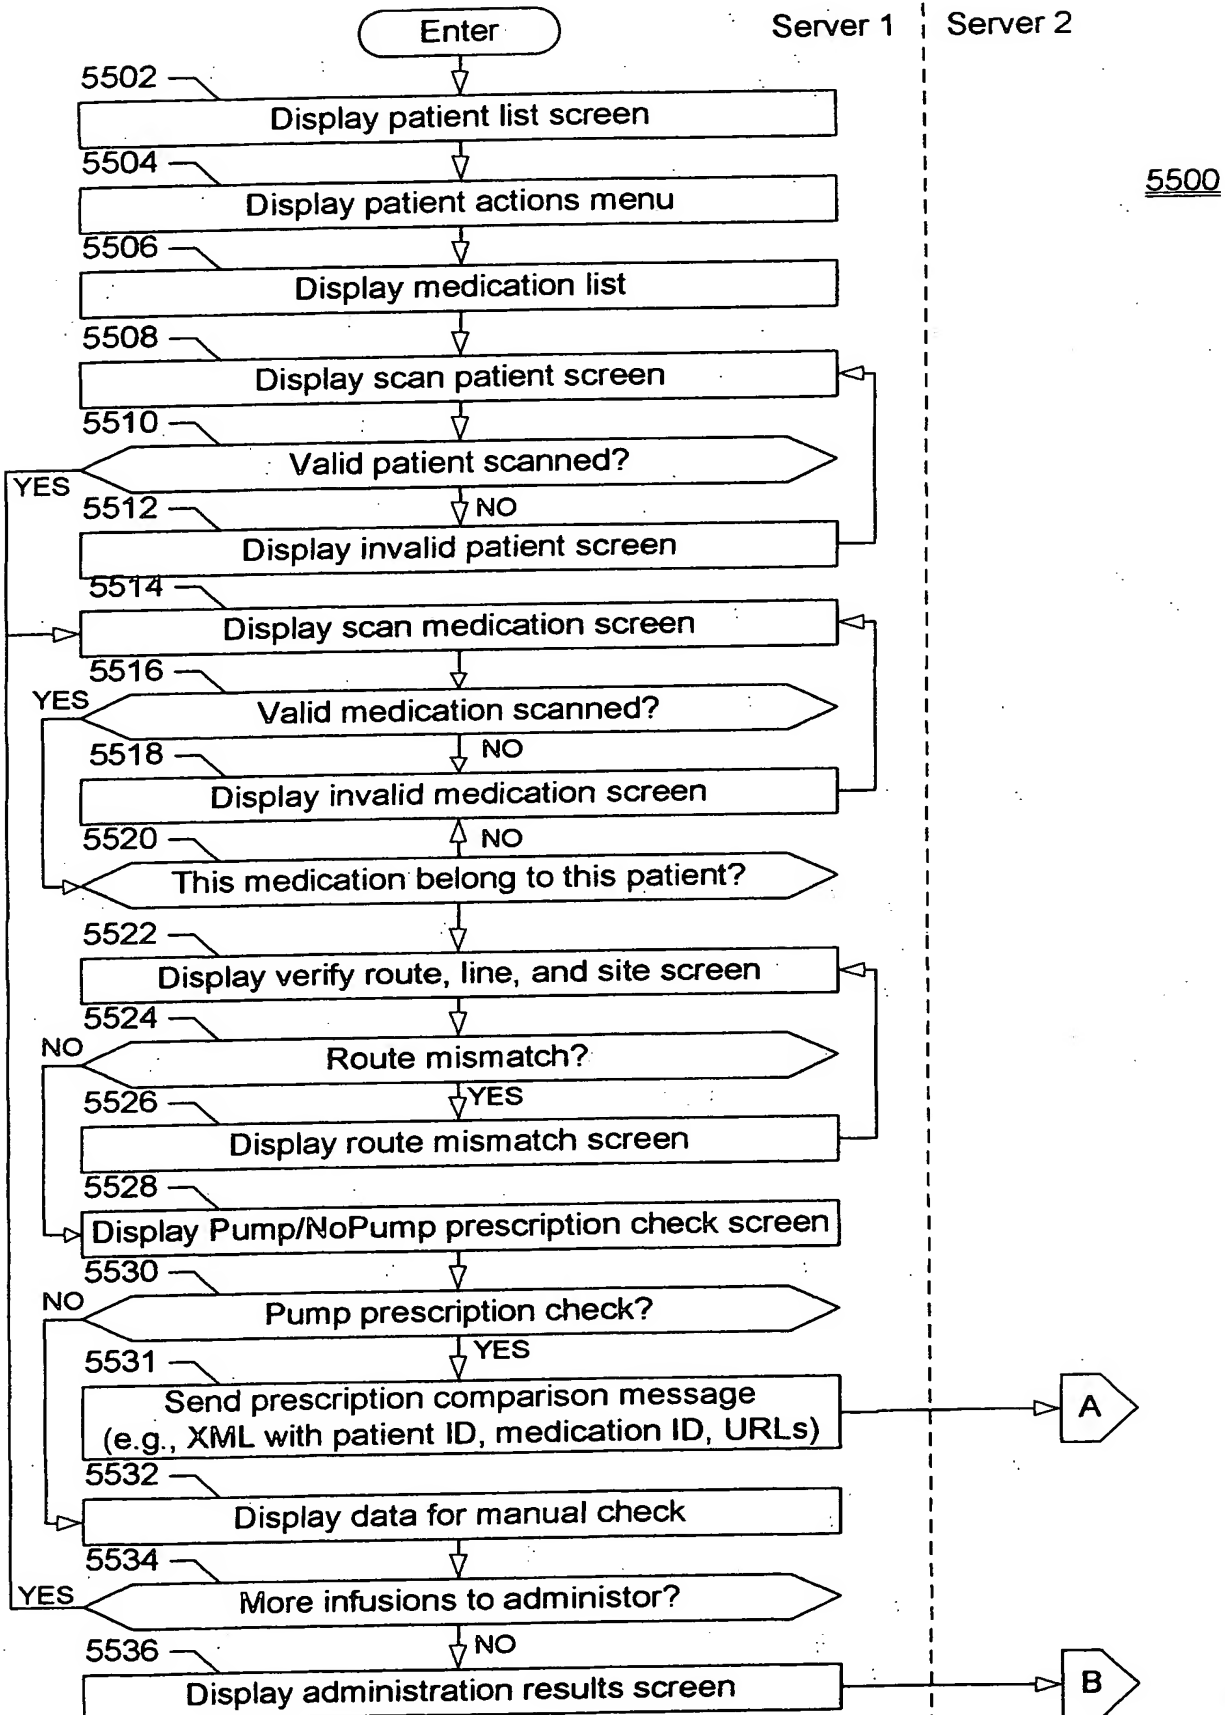 Enter
Server 1
Server 2
5500
5502
Display patient list screen
5504
Display patient actions menu
5506
Display medication list
5508
Display scan patient screen
5510
Valid patient scanned?
YES
NO
5512
Display invalid patient screen
5514
Display scan medication screen
5516
YES
Valid medication scanned?
NO
5518
Display invalid medication screen
NO
5520
This medication belong to this patient?
5522
Display verify route, line, and site screen
5524
NO
Route mismatch?
YES
5526
Display route mismatch screen
5528
Display Pump/NoPump prescription check screen
5530
NO
Pump prescription check?
YES
5531
Send prescription comparison message
(e.g., XML with patient ID, medication ID, URLs)
A
5532
Display data for manual check
5534
YES
More infusions to administor?
NO
5536
Display administration results screen
B